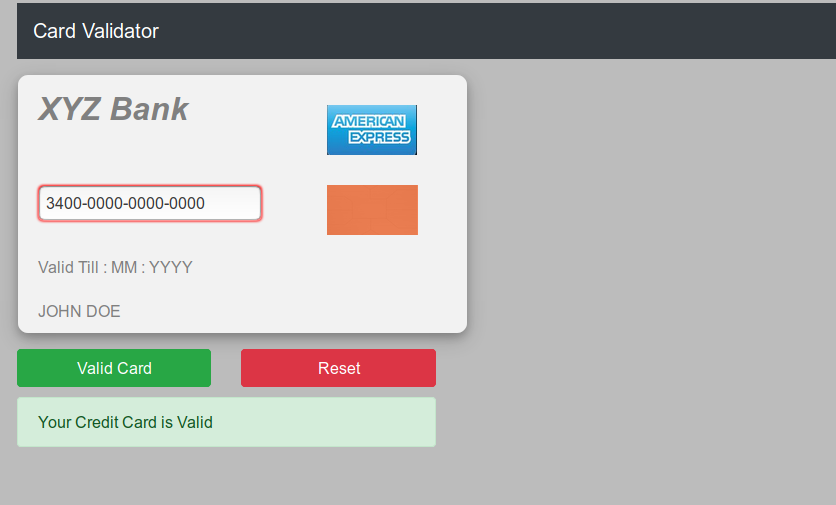 Card Validator
XYZ Bank
AMERICAN
EXPRESS
3400-0000-0000-0000
Valid Till : MM : YYYY
JOHN DOE
Valid Card
Reset
Your Credit Card is Valid